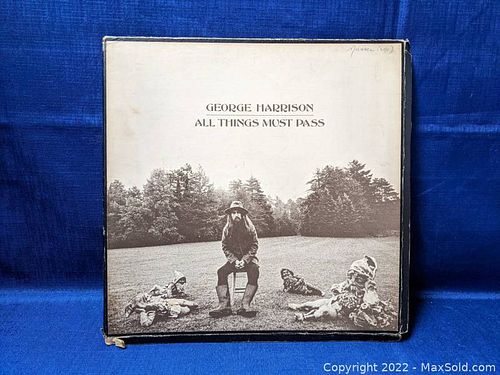 GEORGE HARRISON
ALL THINGS MUST PASS
Copyright © 2022 - MaxSold.com